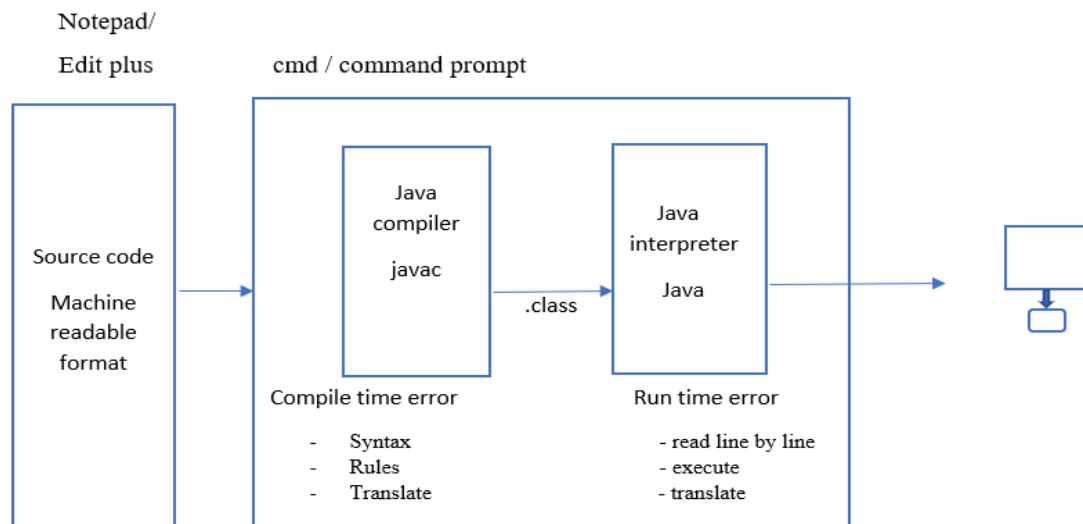 Notepad/
Edit plus
cmd / command prompt
Source code
Machine
readable
format
Java
compiler
javac
.class
Java
interpreter
Java
Compile time error
- Syntax
- Rules
- Translate
Run time error
- read line by line
- execute
- translate